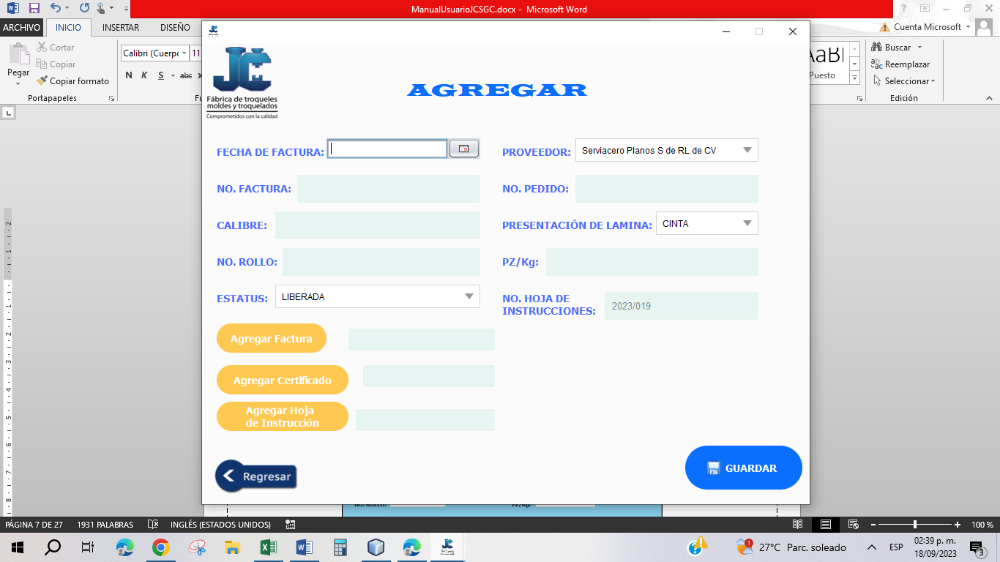 ManualUsuarioJCSGC.docx - Microsoft Word
ARCHIVO INICIO INSERTAR DISEÑO
Cuenta Microsoft
Cortar
Copiar
Copiar formato
Pegar
Portapapeles
Calibri (Cuerpo 11
N K S abc
AaBl
Puesto
Buscar
Reemplazar
Seleccionar
Edición
JC
Fábrica de troqueles
moldes y troquelados
Comprometidos con la calidad
AGREGAR
FECHA DE FACTURA:
PROVEEDOR: Serviacero Planos S de RL de CV
NO. FACTURA:
NO. PEDIDO:
CALIBRE:
PRESENTACIÓN DE LAMINA: CINTA
NO. ROLLO:
PZ/Kg:
ESTATUS: LIBERADA
NO. HOJA DE
INSTRUCCIONES: 2023/019
Agregar Factura
Agregar Certificado
Agregar Hoja
de Instrucción
Regresar
GUARDAR
NO. ROLLO: PZ/Kg:
PÁGINA 7 DE 27 1931 PALABRAS INGLÉS (ESTADOS UNIDOS) 100 %
27°C Parc. soleado ESP 02:39 p. m.
18/09/2023
3